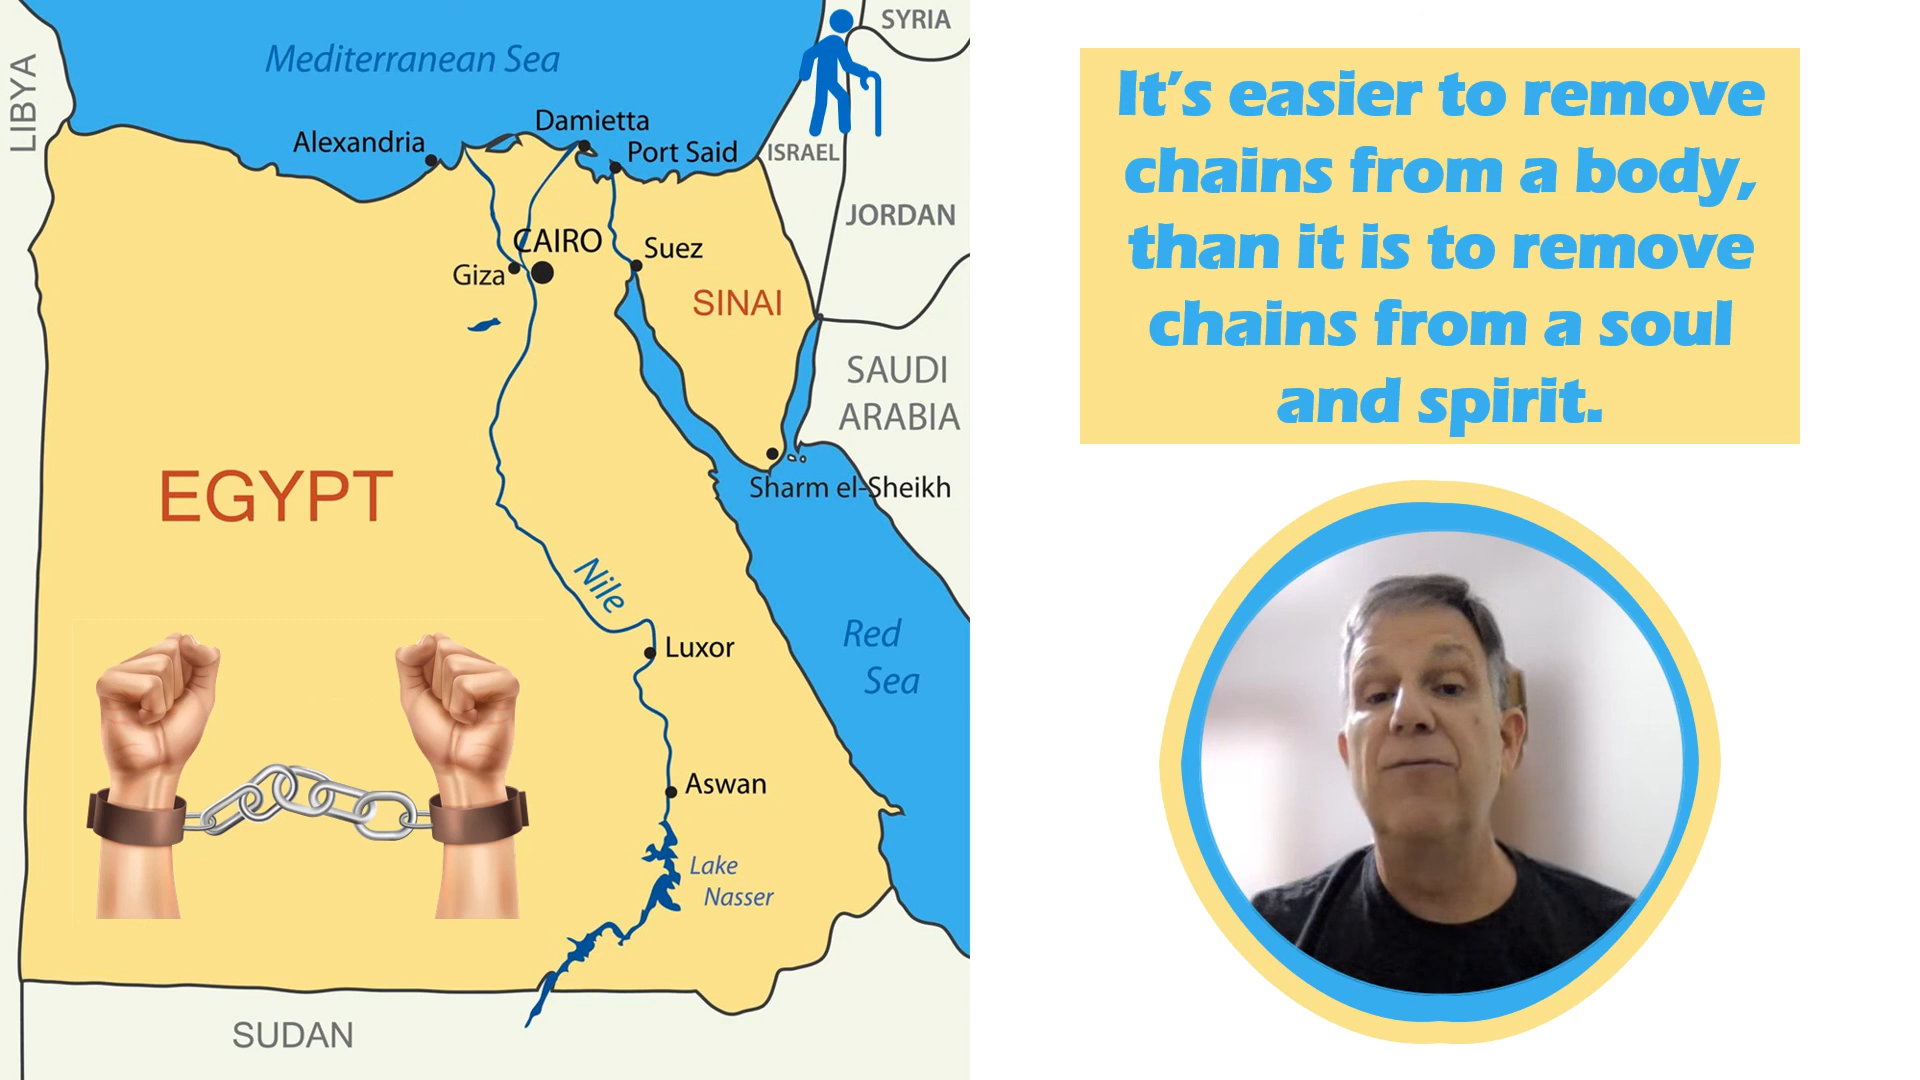 LIBYA
Mediterranean Sea
SYRIA
Damietta
Alexandria
Port Said
ISRAEL
JORDAN
CAIRO
Suez
Giza
SINAI
SAUDI
ARABIA
EGYPT
Sharm el-Sheikh
Nile
Red
Sea
Luxor
Aswan
Lake
Nasser
SUDAN
It's easier to remove
chains from a body,
than it is to remove
chains from a soul
and spirit.